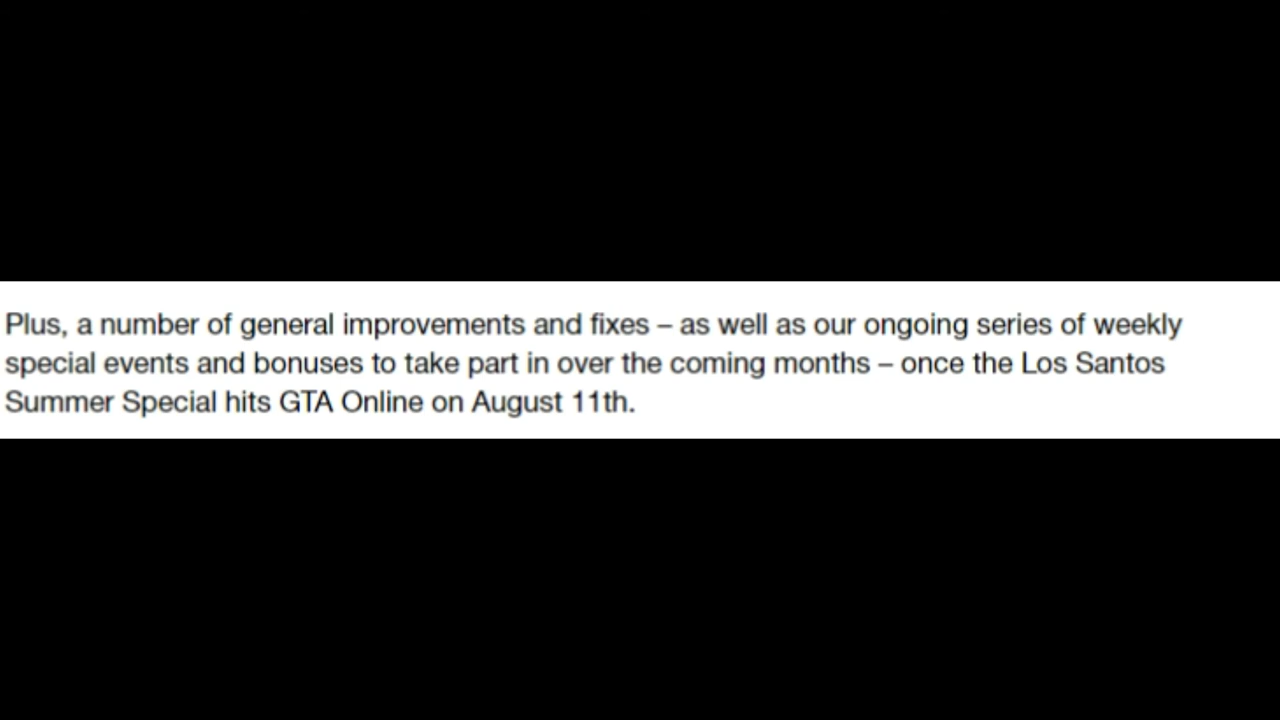 Plus, a number of general improvements and fixes – as well as our ongoing series of weekly
special events and bonuses to take part in over the coming months – once the Los Santos
Summer Special hits GTA Online on August 11th.